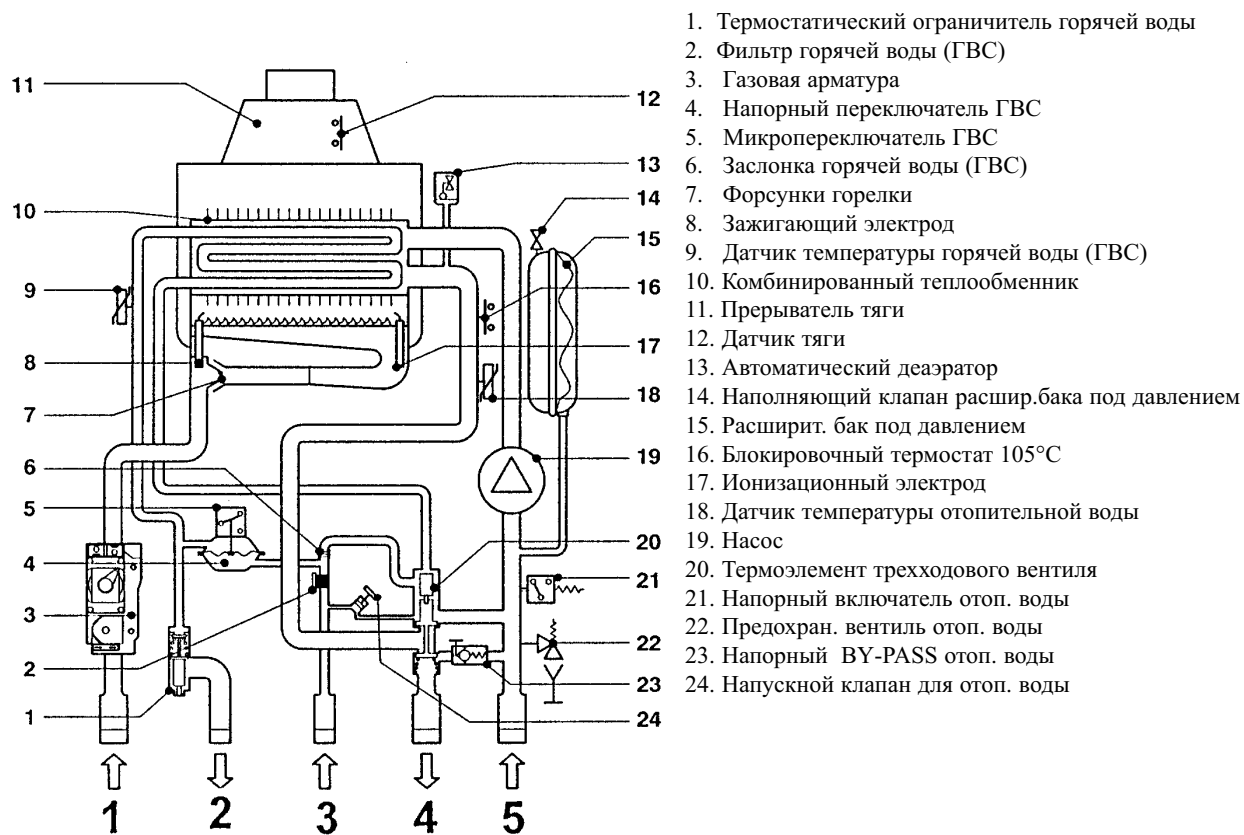 1. Термостатический ограничитель горячей воды
2. Фильтр горячей воды (ГВС)
3. Газовая арматура
4. Напорный переключатель ГВС
5. Микропереключатель ГВС
6. Заслонка горячей воды (ГВС)
7. Форсунки горелки
8. Зажигающий электрод
9. Датчик температуры горячей воды (ГВС)
10. Комбинированный теплообменник
11. Прерыватель тяги
12. Датчик тяги
13. Автоматический деаэратор
14. Наполняющий клапан расшир.бака под давлением
15. Расширит. бак под давлением
16. Блокировочный термостат 105°С
17. Ионизационный электрод
18. Датчик температуры отопительной воды
19. Насос
20. Термоэлемент трехходового вентиля
21. Напорный включатель отоп. воды
22. Предохран. вентиль отоп. воды
23. Напорный BY-PASS отоп. воды
24. Напускной клапан для отоп. воды
11
10
9
8
7
6
5
4
3
2
1
12
13
14
15
16
17
18
19
20
21
22
23
24
1 2 3 4 5